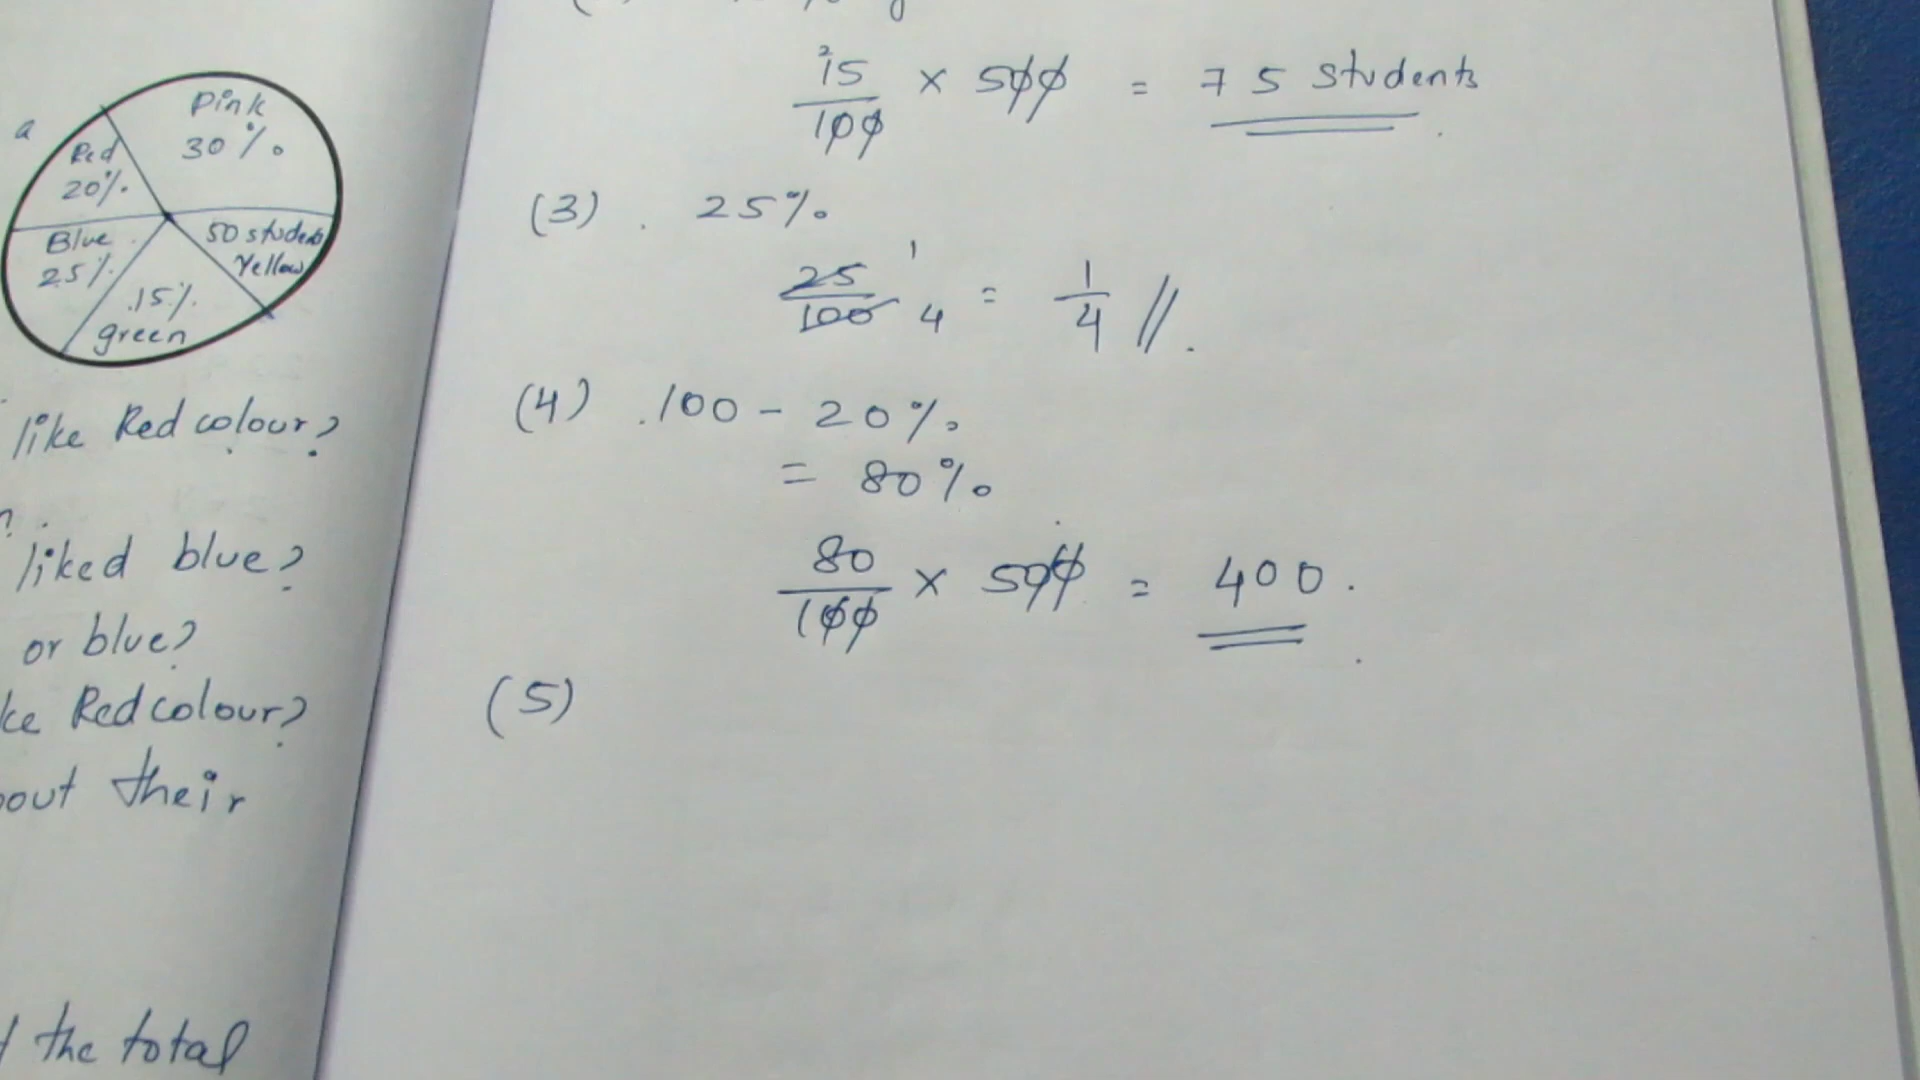 a
Pink
30%
Red
20%
Blue
25%
50 students
Yellow
15%
green
like Red colour?
?
liked blue?
or blue?
Red colour?
their
the total
15/100 × 500 = 75 students
(3) 25%
25/100 1/4 = 1/4 //.
(4) 100 - 20%
= 80%
80/100 × 500 = 400.
(5)